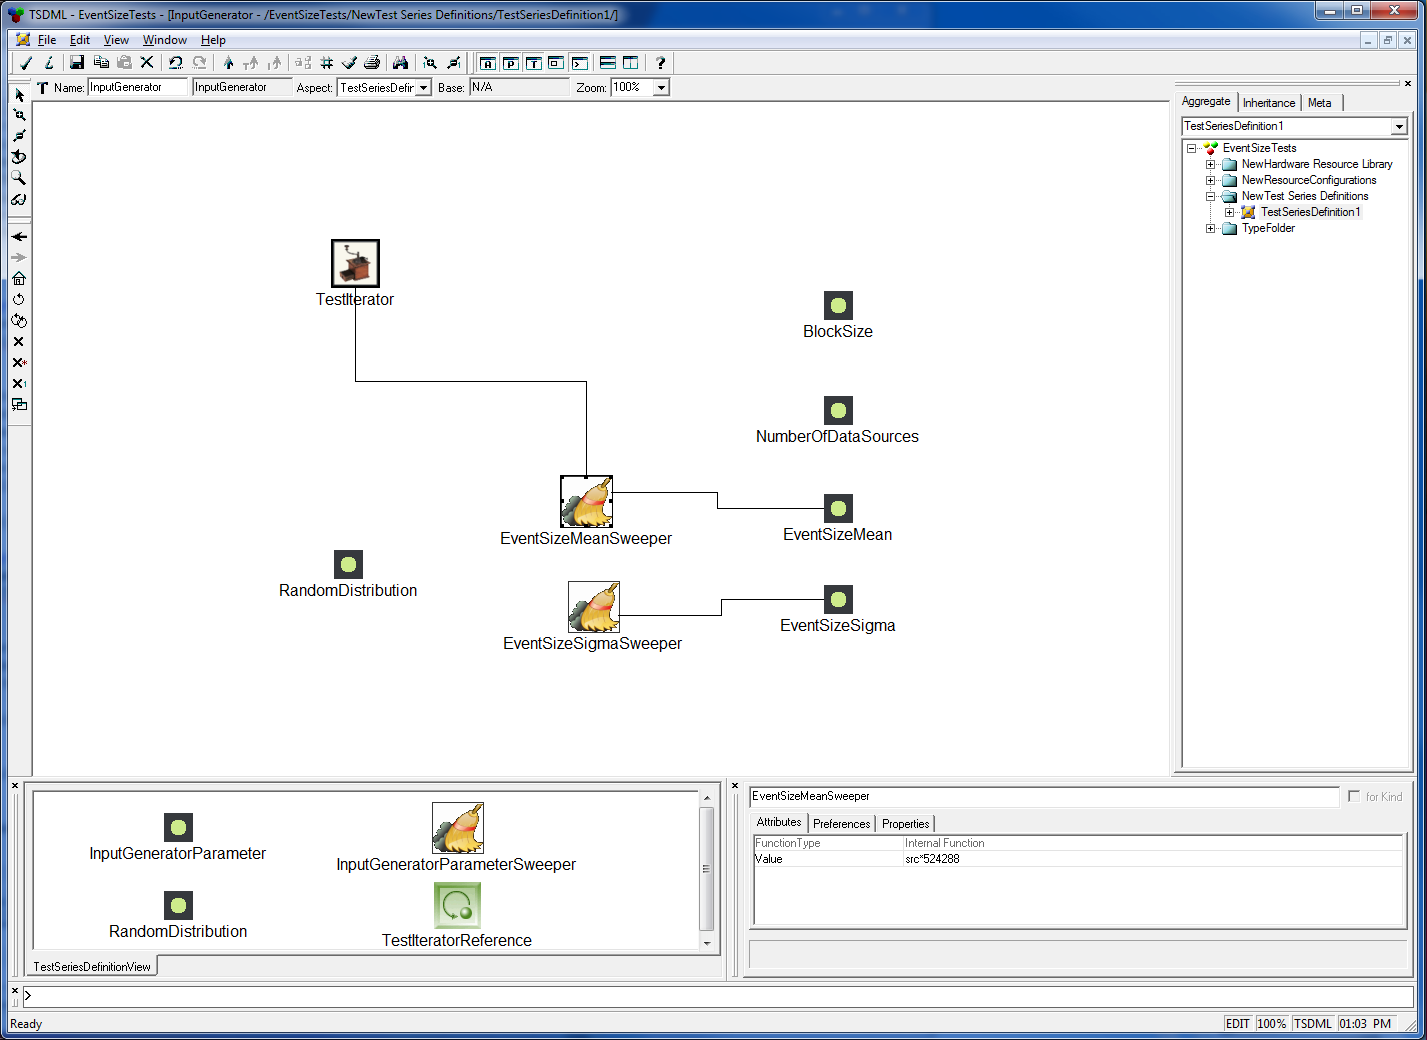 TSDML - EventSizeTests - [InputGenerator - /EventSizeTests/NewTest Series Definitions/TestSeriesDefinition1/]
File Edit View Window Help
Name: InputGenerator InputGenerator Aspect: TestSeriesDefir Base: N/A Zoom: 100%
TestIterator
BlockSize
NumberOfDataSources
EventSizeMeanSweeper
EventSizeMean
RandomDistribution
EventSizeSigmaSweeper
EventSizeSigma
Aggregate Inheritance Meta
TestSeriesDefinition1
EventSizeTests
NewHardware Resource Library
NewResourceConfigurations
NewTest Series Definitions
TestSeriesDefinition1
TypeFolder
InputGeneratorParameter
InputGeneratorParameterSweeper
RandomDistribution
TestIteratorReference
TestSeriesDefinitionView
EventSizeMeanSweeper
for Kind
Attributes Preferences Properties
FunctionType Internal Function
Value src*524288
>
Ready
EDIT 100% TSDML 01:03 PM